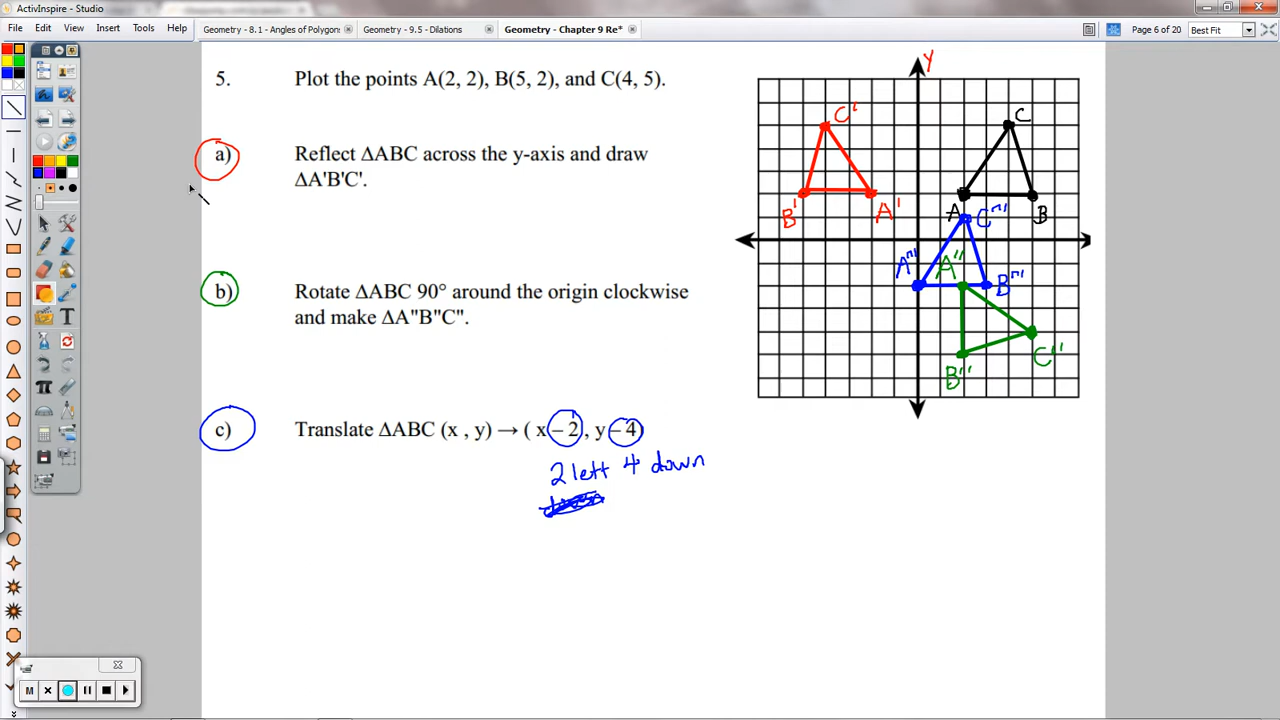 ActivInspire - Studio
File Edit View Insert Tools Help
Geometry - 8.1 - Angles of Polygons
Geometry - 9.5 - Dilations
Geometry - Chapter 9 Re*
Page 6 of 20
Best Fit
5. Plot the points A(2, 2), B(5, 2), and C(4, 5).
a) Reflect ΔABC across the y-axis and draw
ΔA'B'C'.
b) Rotate ΔABC 90° around the origin clockwise
and make ΔA"B"C".
c) Translate ΔABC (x , y) → ( x – 2 , y – 4)
2 left 4 down
Y
C'
C
B'
A'
A
B
C'''
A'''
A''
B'''
B''
C''
M